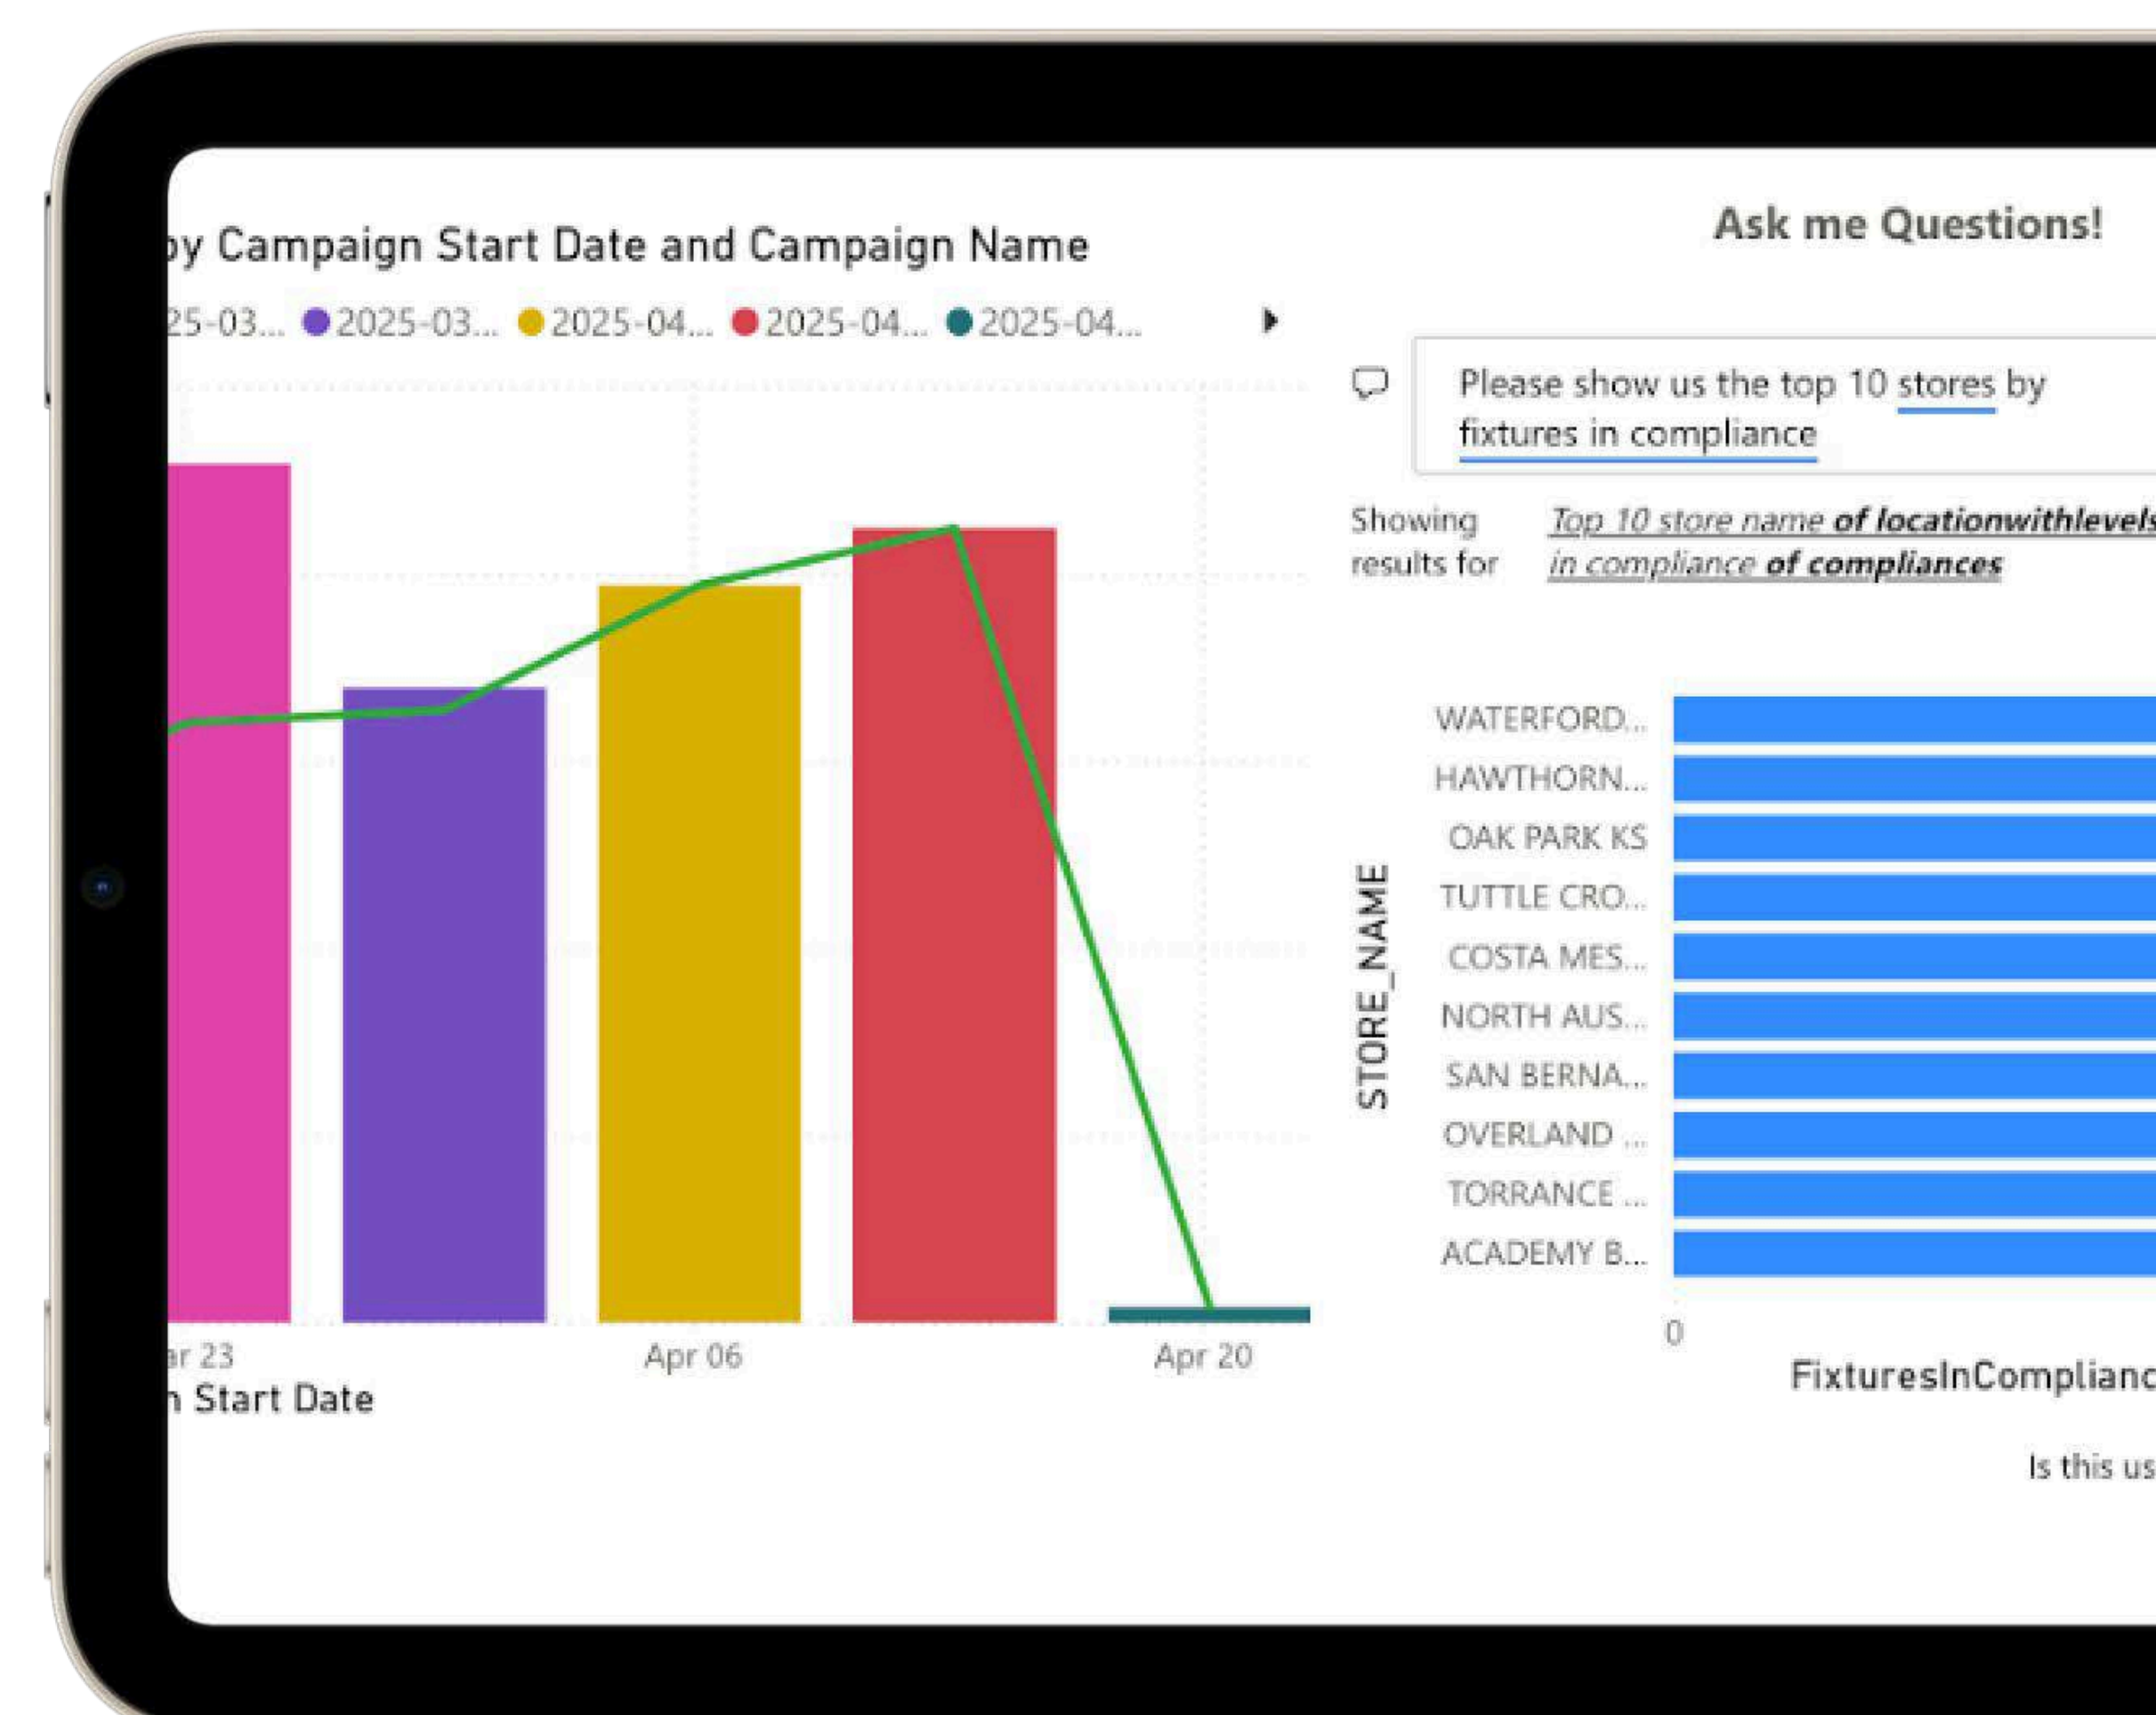 by Campaign Start Date and Campaign Name
25-03... 2025-03... 2025-04... 2025-04... 2025-04...
ar 23 Apr 06 Apr 20
n Start Date
Ask me Questions!
Please show us the top 10 stores by
fixtures in compliance
Showing
results for
Top 10 store name of locationwithlevels
in compliance of compliances
STORE_NAME
WATERFORD...
HAWTHORN...
OAK PARK KS
TUTTLE CRO...
COSTA MES...
NORTH AUS...
SAN BERNA...
OVERLAND ...
TORRANCE ...
ACADEMY B...
0
FixturesInComplianc
Is this us